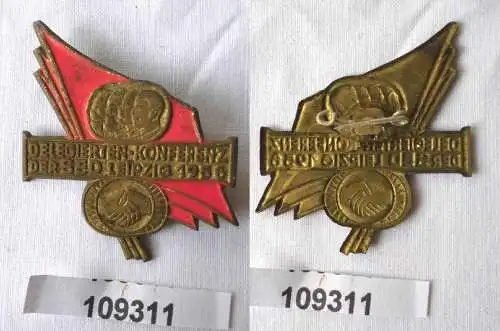 DELEGIERTEN-KONFERENZ
DER SED LEIPZIG 1956
109311
109311